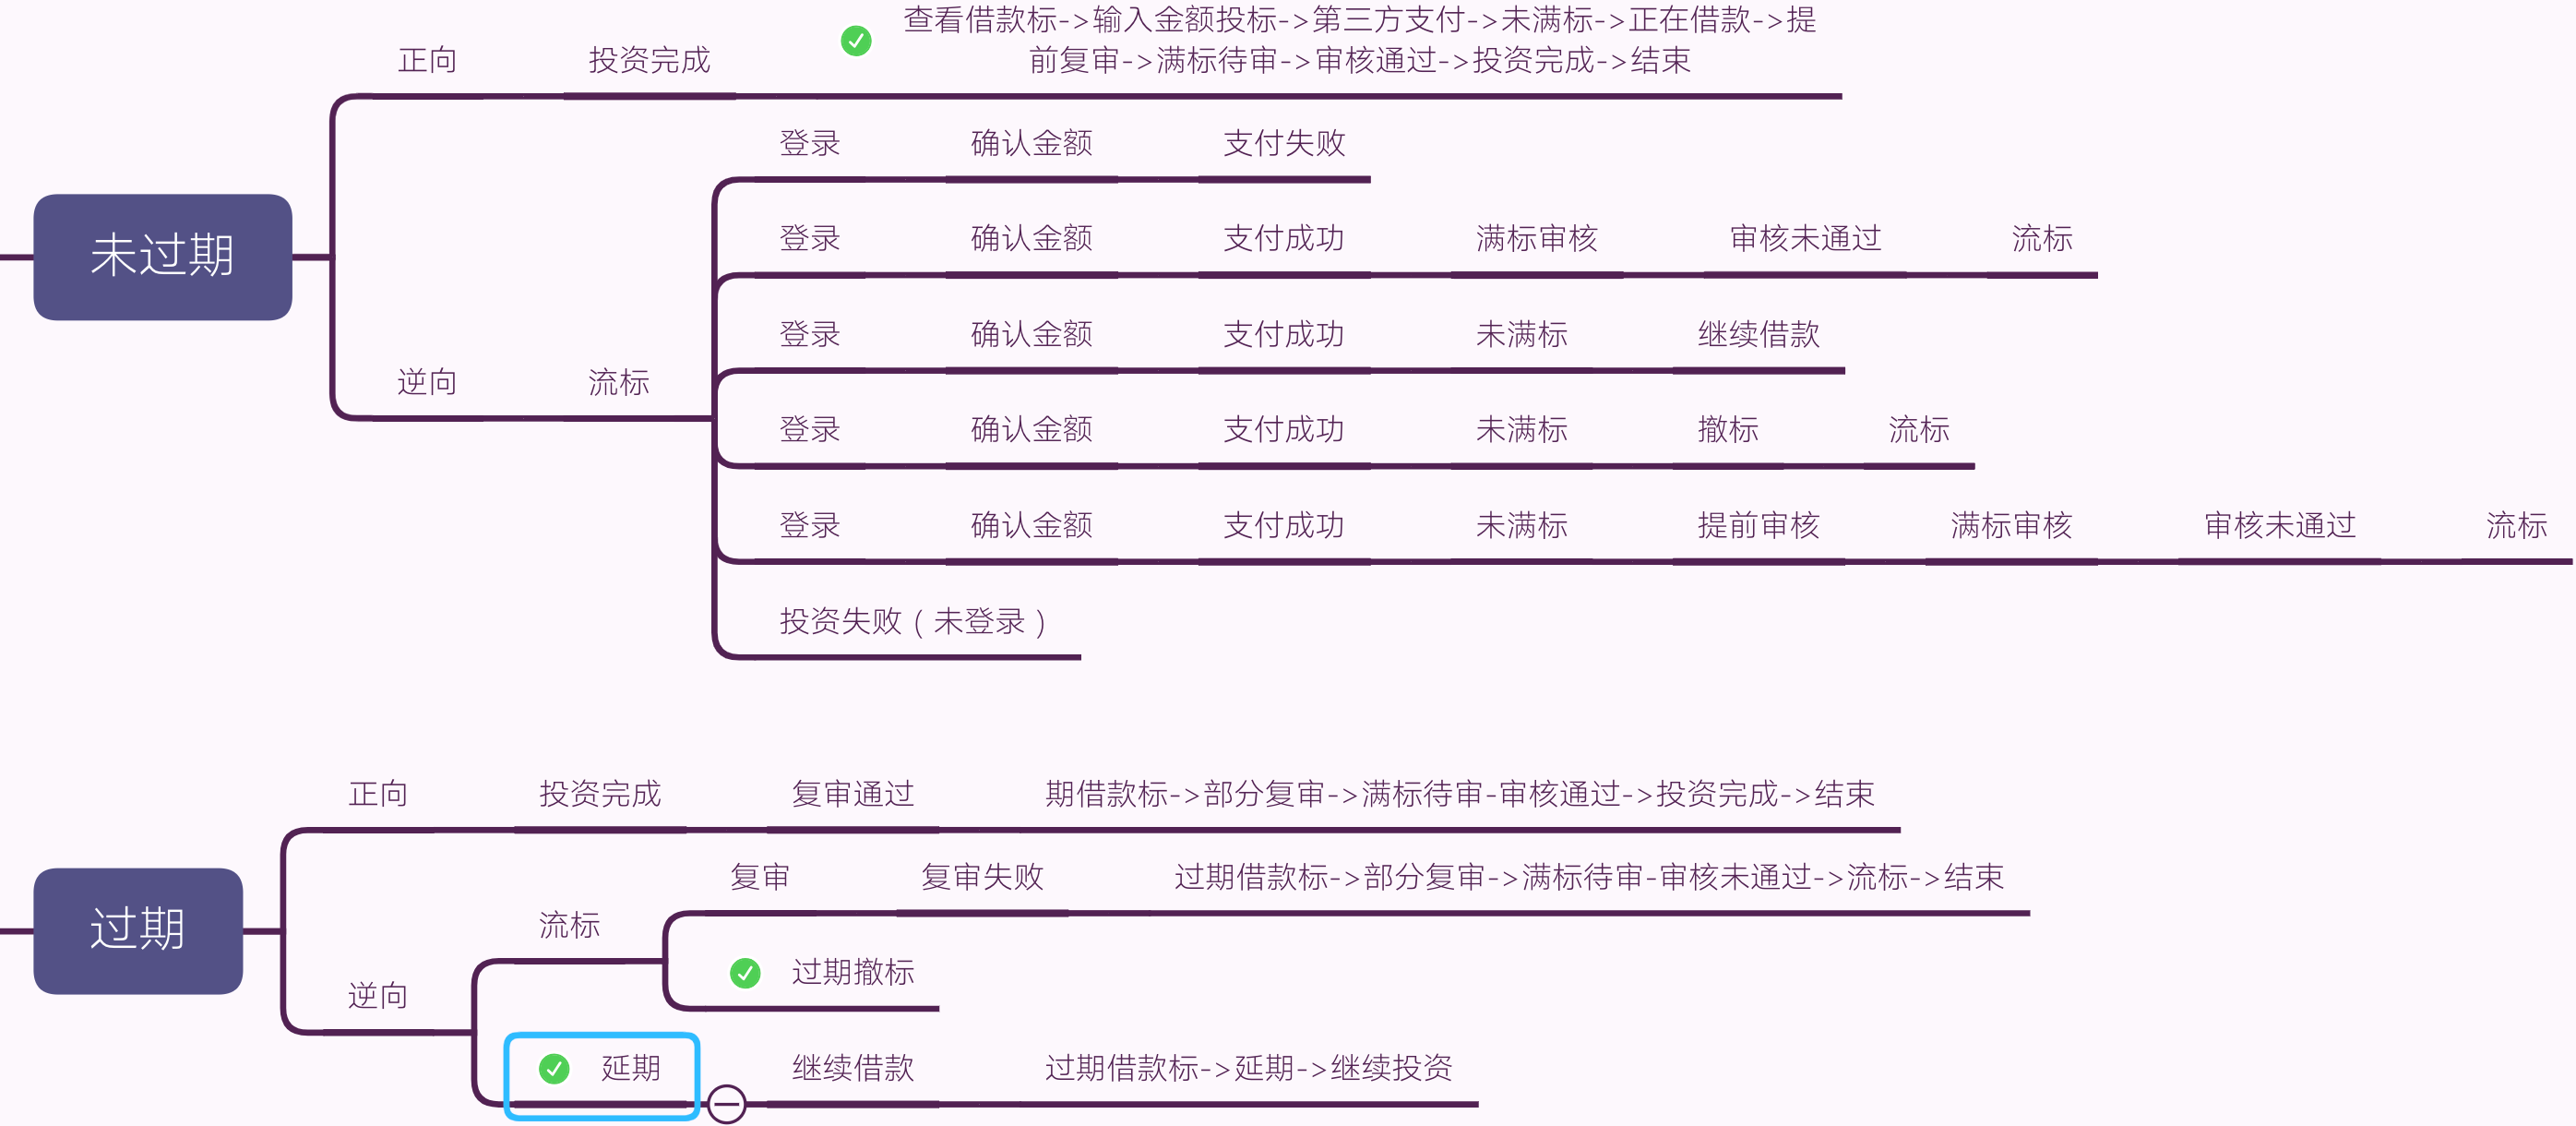 查看借款标->输入金额投标->第三方支付->未满标->正在借款->提
前复审->满标待审->审核通过->投资完成->结束
正向 投资完成
登录 确认金额 支付失败
未过期
登录 确认金额 支付成功 满标审核 审核未通过 流标
登录 确认金额 支付成功 未满标 继续借款
逆向 流标
登录 确认金额 支付成功 未满标 撤标 流标
登录 确认金额 支付成功 未满标 提前审核 满标审核 审核未通过 流标
投资失败（未登录）
正向 投资完成 复审通过 期借款标->部分复审->满标待审-审核通过->投资完成->结束
过期
复审 复审失败 过期借款标->部分复审->满标待审-审核未通过->流标->结束
流标
过期撤标
逆向
延期 继续借款 过期借款标->延期->继续投资